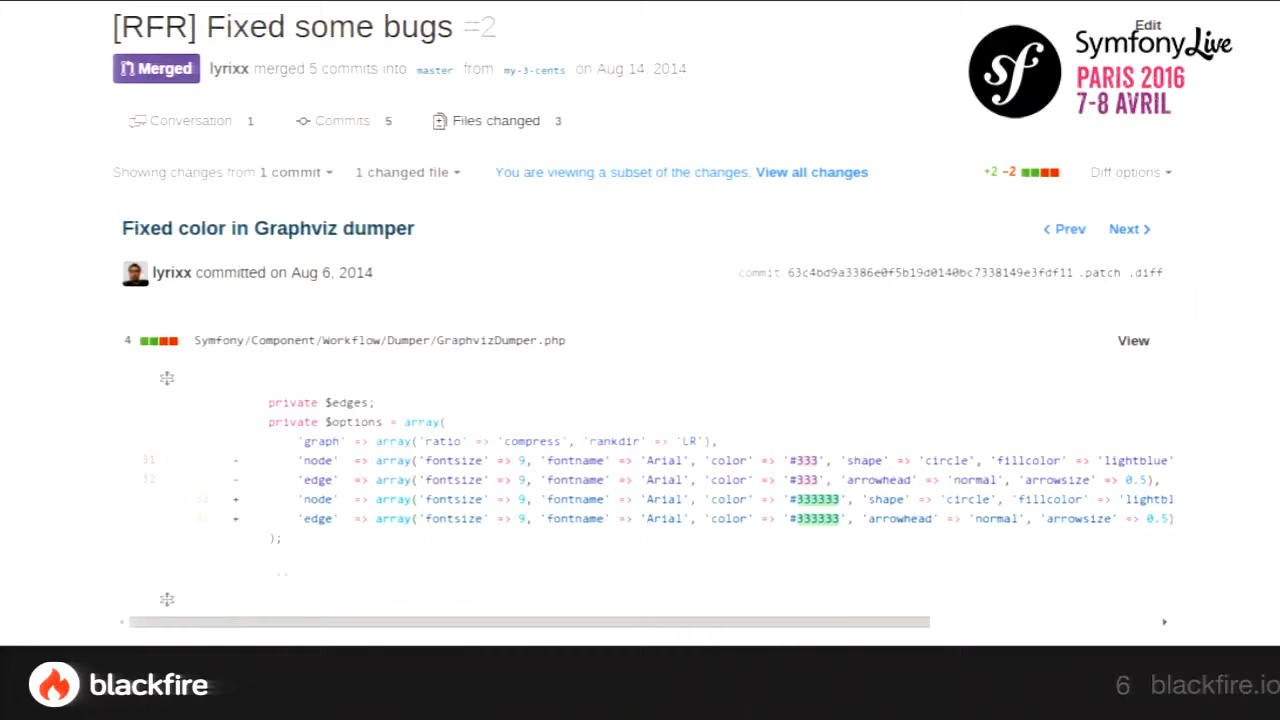 [RFR] Fixed some bugs #2
Edit
SymfonyLive
PARIS 2016
7-8 AVRIL
sf
Merged lyrixx merged 5 commits into master from my-3-cents on Aug 14, 2014
Conversation 1 Commits 5 Files changed 3
Showing changes from 1 commit 1 changed file You are viewing a subset of the changes. View all changes +2 −2 Diff options
Fixed color in Graphviz dumper Prev Next
lyrixx committed on Aug 6, 2014 commit 63c4bd9a3386e0f5b19d0140bc7338149e3fdf11 .patch .diff
4 Symfony/Component/Workflow/Dumper/GraphvizDumper.php View
private $edges;
private $options = array(
'graph' => array('ratio' => 'compress', 'rankdir' => 'LR'),
31 - 'node' => array('fontsize' => 9, 'fontname' => 'Arial', 'color' => '#333', 'shape' => 'circle', 'fillcolor' => 'lightblue'
32 - 'edge' => array('fontsize' => 9, 'fontname' => 'Arial', 'color' => '#333', 'arrowhead' => 'normal', 'arrowsize' => 0.5),
+ 'node' => array('fontsize' => 9, 'fontname' => 'Arial', 'color' => '#333333', 'shape' => 'circle', 'fillcolor' => 'lightbl
+ 'edge' => array('fontsize' => 9, 'fontname' => 'Arial', 'color' => '#333333', 'arrowhead' => 'normal', 'arrowsize' => 0.5)
);
blackfire 6 blackfire.io